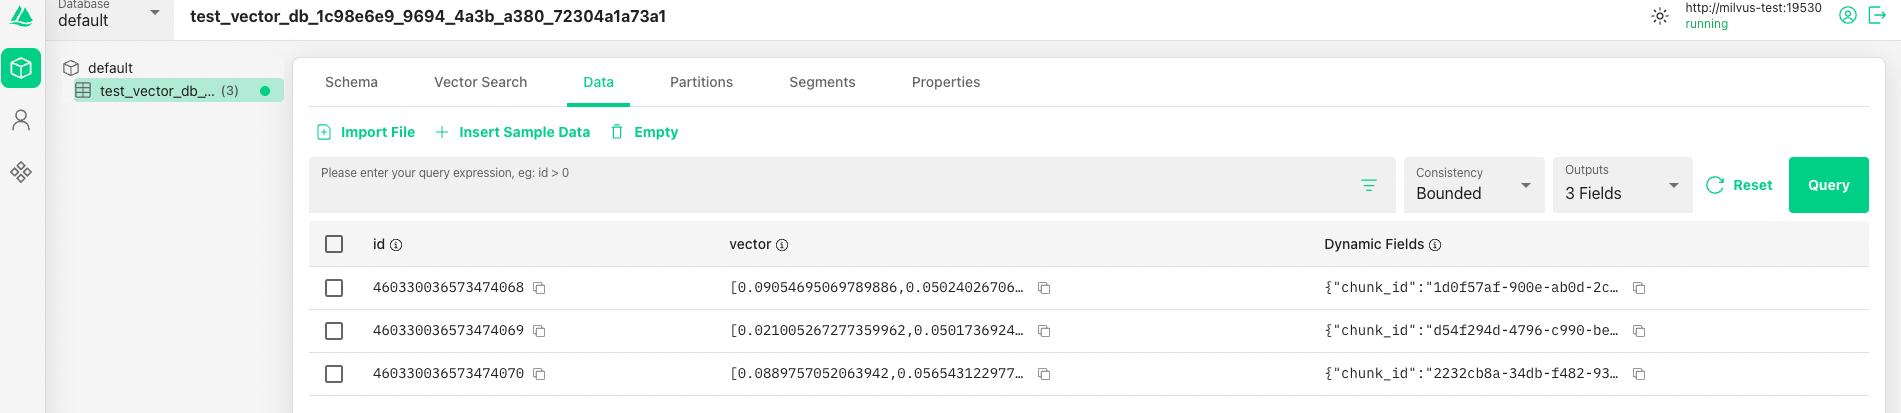 Database
default
test_vector_db_1c98e6e9_9694_4a3b_a380_72304a1a73a1
http://milvus-test:19530
running
default
test_vector_db_... (3)
Schema Vector Search Data Partitions Segments Properties
Import File Insert Sample Data Empty
Please enter your query expression, eg: id > 0
Consistency
Bounded
Outputs
3 Fields
Reset
Query
id vector Dynamic Fields
460330036573474068 [0.09054695069789886,0.05024026706... {"chunk_id":"1d0f57af-900e-ab0d-2c...
460330036573474069 [0.021005267277359962,0.0501736924... {"chunk_id":"d54f294d-4796-c990-be...
460330036573474070 [0.0889757052063942,0.056543122977... {"chunk_id":"2232cb8a-34db-f482-93...